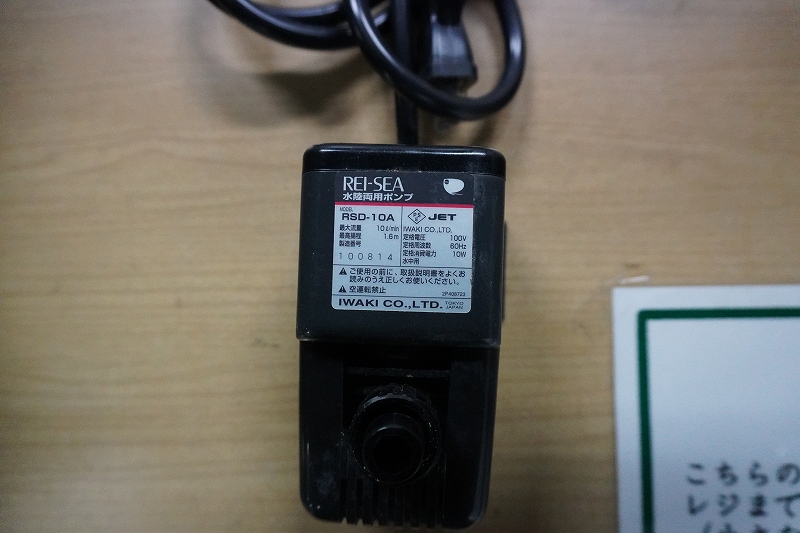 REI-SEA
水陸両用ポンプ
MODEL
RSD-10A
最大流量 10ℓ/min
最高揚程 1.6m
製造番号
100814
JET
IWAKI CO.,LTD.
定格電圧 100V
定格周波数 60Hz
定格消費電力 10W
水中用
ご使用の前に、取扱説明書をよくお
読みのうえ正しくお使いください。
空運転禁止
2P408723
IWAKI CO.,LTD. TOKYO JAPAN
こちらの
レジまで